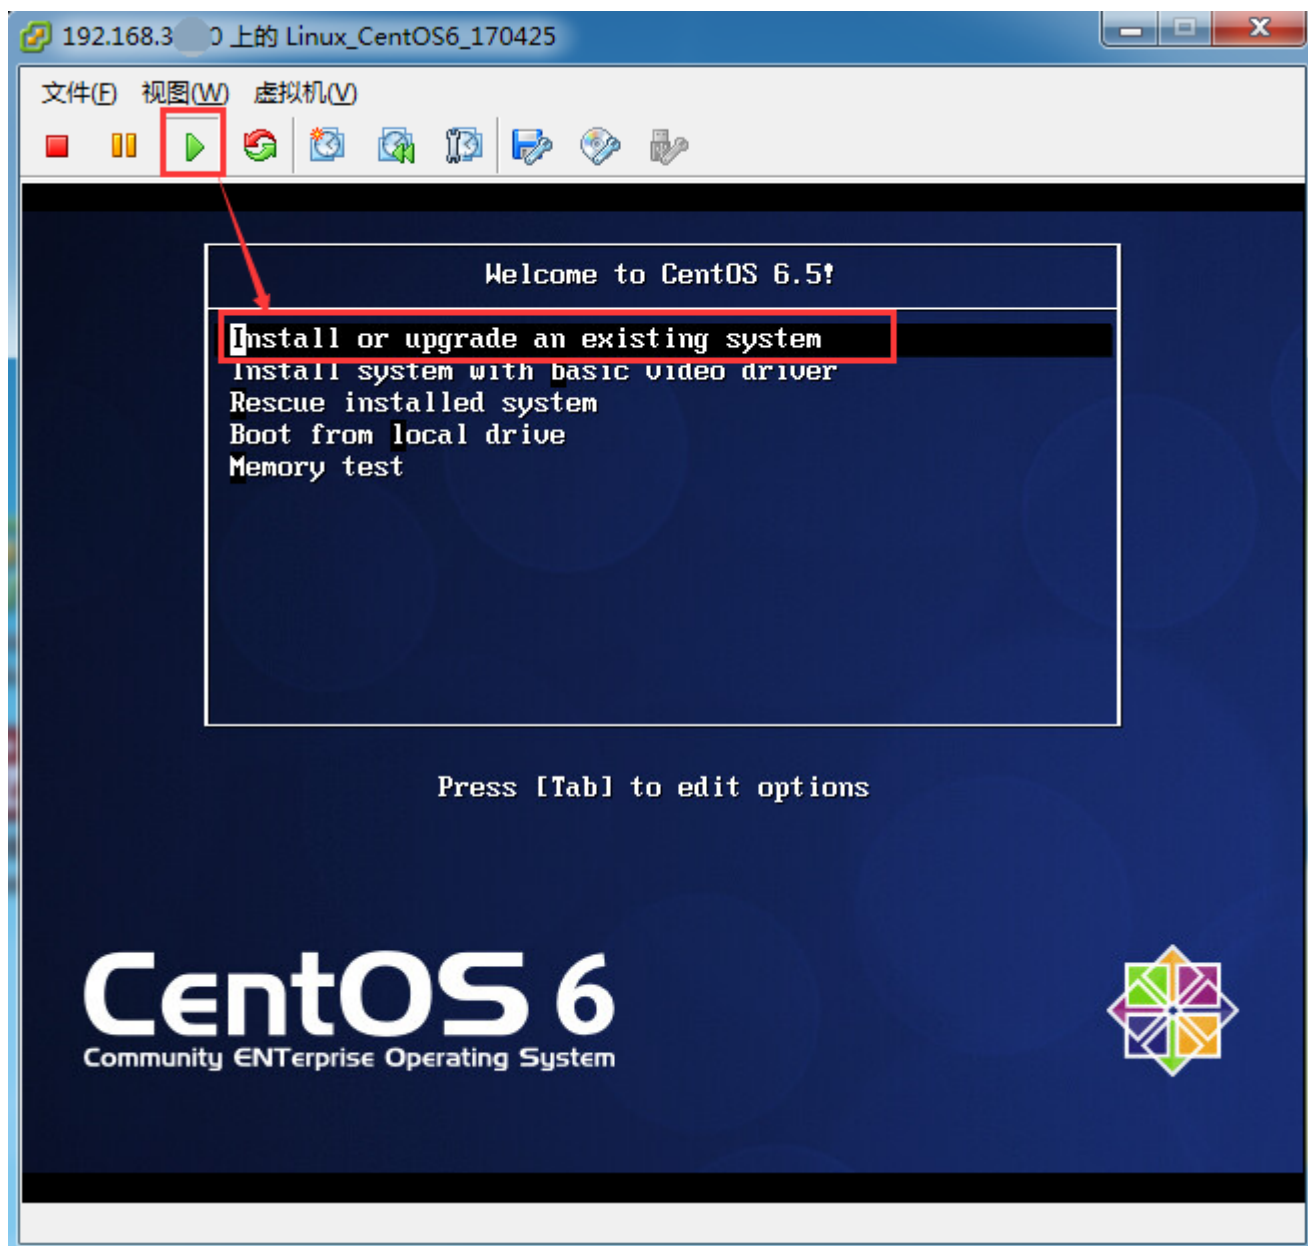 192.168.3 0 上的 Linux_CentOS6_170425
文件(F) 视图(W) 虚拟机(V)
Welcome to CentOS 6.5!
Install or upgrade an existing system
Install system with basic video driver
Rescue installed system
Boot from local drive
Memory test
Press [Tab] to edit options
CentOS 6
Community ENTerprise Operating System